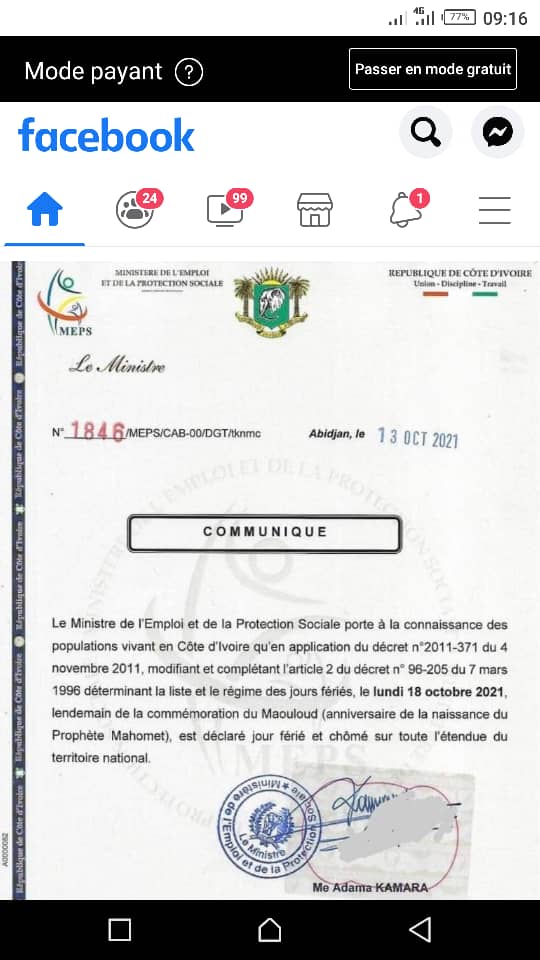 4G 77% 09:16
Mode payant ? Passer en mode gratuit
facebook
24 99 1
MINISTERE DE L'EMPLOI
ET DE LA PROTECTION SOCIALE
REPUBLIQUE DE CÔTE D'IVOIRE
Union - Discipline - Travail
MEPS
Le Ministre
N° 1846/MEPS/CAB-00/DGT/tknmc Abidjan, le 13 OCT 2021
COMMUNIQUE
Le Ministre de l'Emploi et de la Protection Sociale porte à la connaissance des
populations vivant en Côte d'Ivoire qu'en application du décret n°2011-371 du 4
novembre 2011, modifiant et complétant l'article 2 du décret n° 96-205 du 7 mars
1996 déterminant la liste et le régime des jours fériés, le lundi 18 octobre 2021,
lendemain de la commémoration du Maouloud (anniversaire de la naissance du
Prophète Mahomet), est déclaré jour férié et chômé sur toute l'étendue du
territoire national.
Ministère de l'Emploi et de la Protection Sociale
Le Ministre
Me Adama KAMARA
République de Côte d'Ivoire
République de Côte d'Ivoire
République de Côte d'Ivoire
République de Côte d'Ivoire
République de Côte d'Ivoire